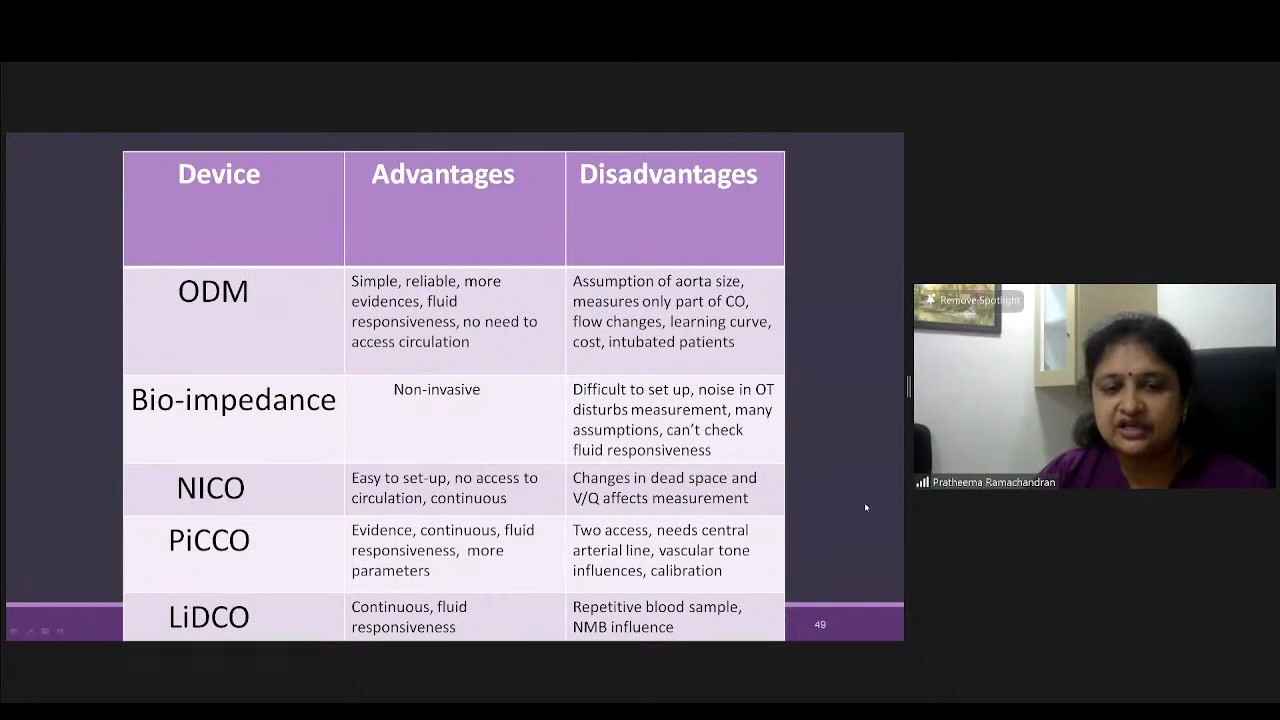 Device Advantages Disadvantages
ODM
Simple, reliable, more
evidences, fluid
responsiveness, no need to
access circulation
Assumption of aorta size,
measures only part of CO,
flow changes, learning curve,
cost, intubated patients
Bio-impedance
Non-invasive
Difficult to set up, noise in OT
disturbs measurement, many
assumptions, can't check
fluid responsiveness
NICO
Easy to set-up, no access to
circulation, continuous
Changes in dead space and
V/Q affects measurement
PiCCO
Evidence, continuous, fluid
responsiveness, more
parameters
Two access, needs central
arterial line, vascular tone
influences, calibration
LiDCO
Continuous, fluid
responsiveness
Repetitive blood sample,
NMB influence
49
Remove Spotlight
Pratheema Ramachandran